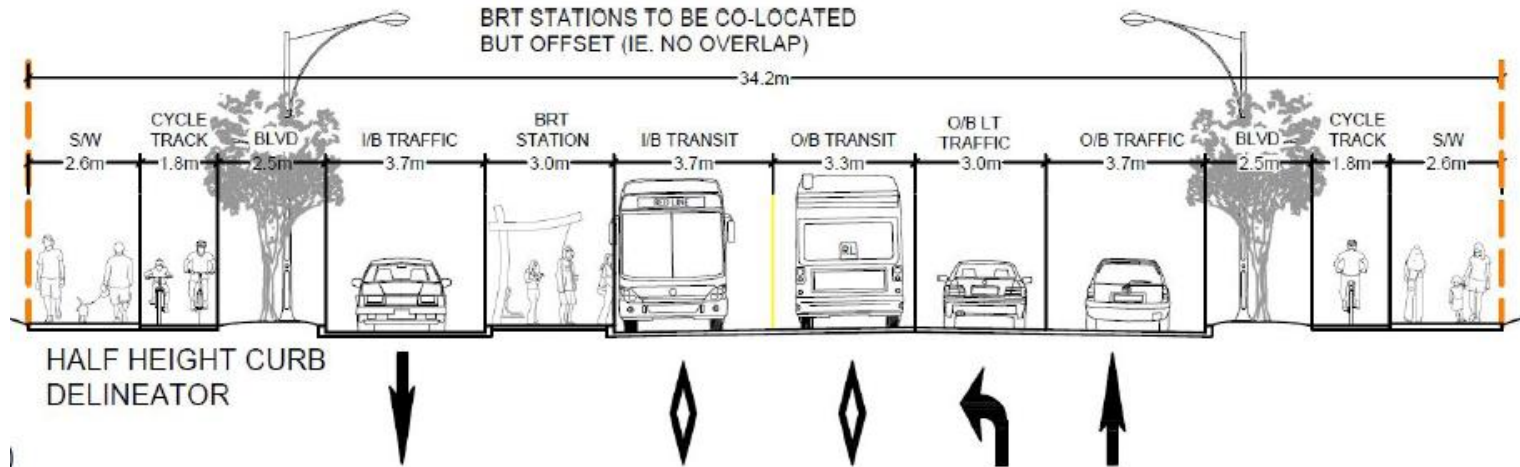 BRT STATIONS TO BE CO-LOCATED
BUT OFFSET (IE. NO OVERLAP)
34.2m
S/W
2.6m
CYCLE
TRACK
1.8m
BLVD
2.5m
I/B TRAFFIC
3.7m
BRT
STATION
3.0m
I/B TRANSIT
3.7m
O/B TRANSIT
3.3m
O/B LT
TRAFFIC
3.0m
O/B TRAFFIC
3.7m
BLVD
2.5m
CYCLE
TRACK
1.8m
S/W
2.6m
RED LINE
RL
HALF HEIGHT CURB
DELINEATOR
)